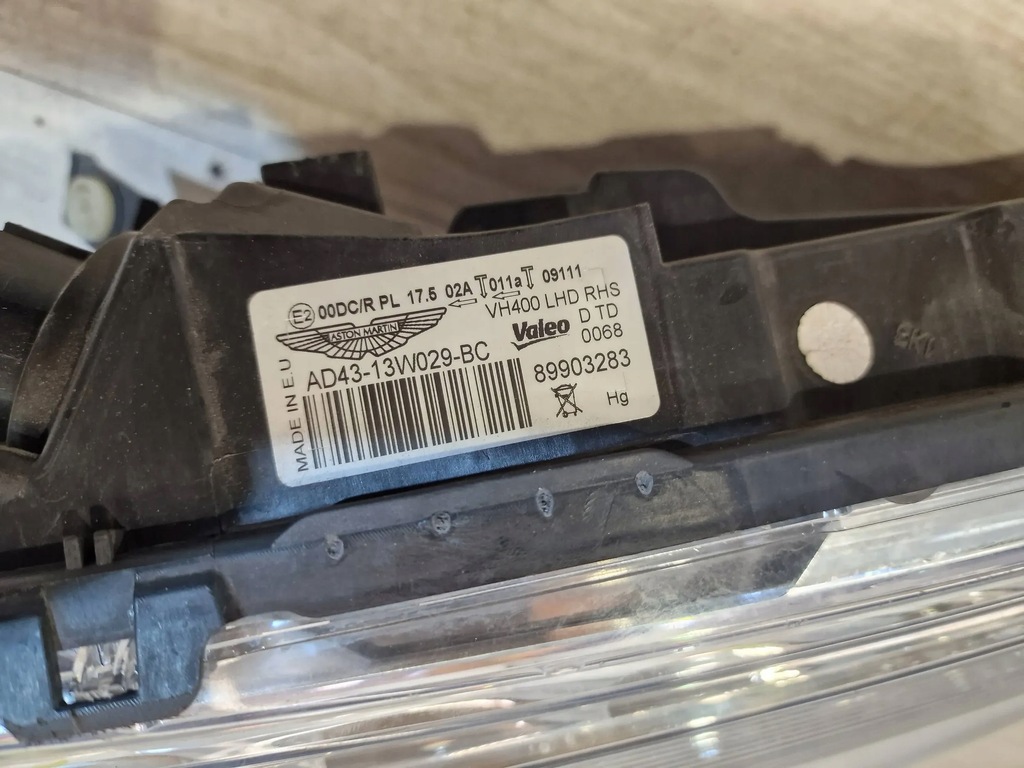 E2 00DC/R PL 17.5 02A 011a 09111
VH400 LHD RHS
ASTON MARTIN
Valeo
D TD
0068
AD43-13W029-BC
89903283
MADE IN E.U
Hg